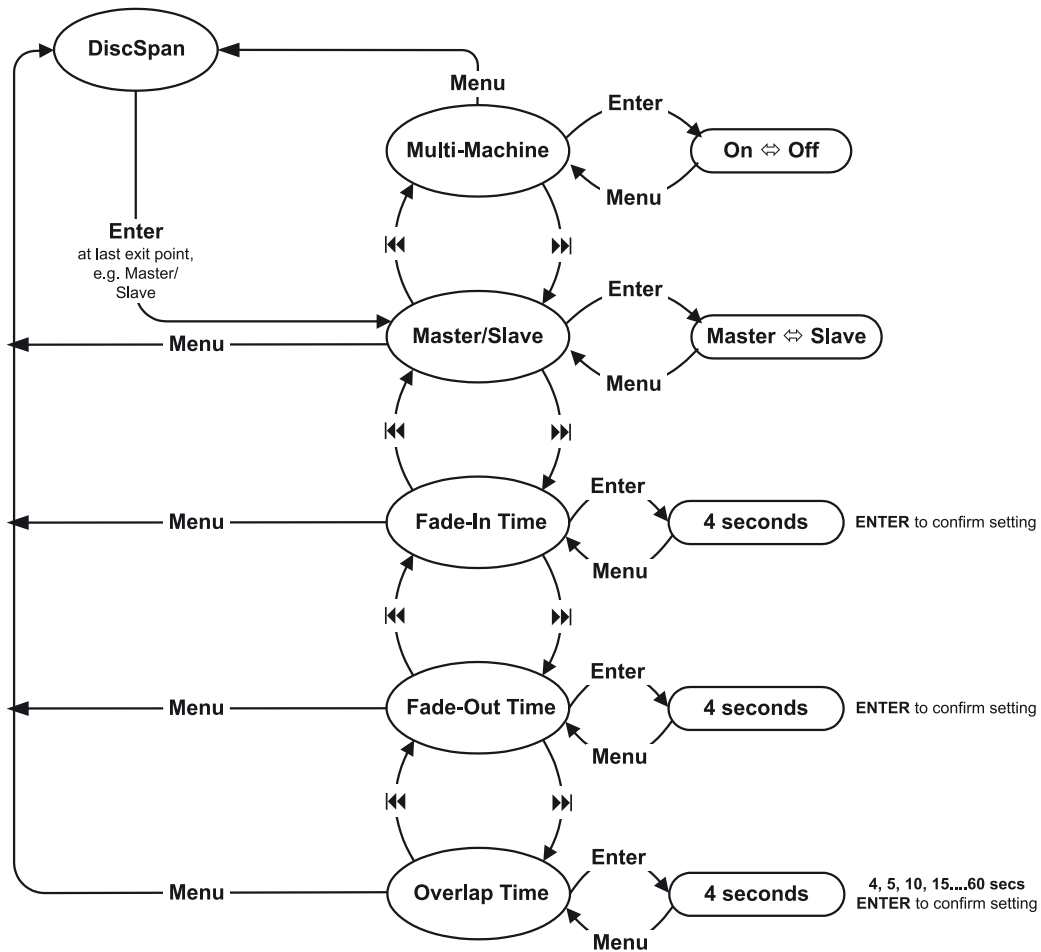 DiscSpan
Menu
Enter
Multi-Machine
On ⇔ Off
Menu
Enter
at last exit point,
e.g. Master/
Slave
Enter
Menu
Master/Slave
Master ⇔ Slave
Menu
Enter
Menu
Fade-In Time
4 seconds
ENTER to confirm setting
Menu
Enter
Menu
Fade-Out Time
4 seconds
ENTER to confirm setting
Menu
Enter
Menu
Overlap Time
4 seconds
4, 5, 10, 15....60 secs
ENTER to confirm setting
Menu